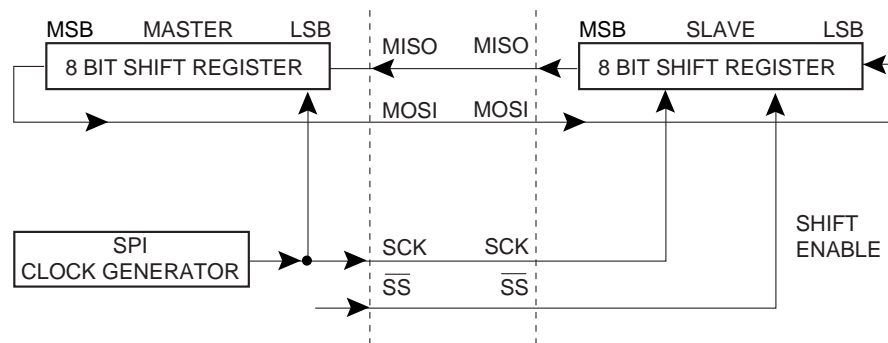 MSB MASTER LSB
MISO MISO
MSB SLAVE LSB
8 BIT SHIFT REGISTER
8 BIT SHIFT REGISTER
MOSI MOSI
SHIFT
ENABLE
SPI
CLOCK GENERATOR
SCK SCK
SS SS